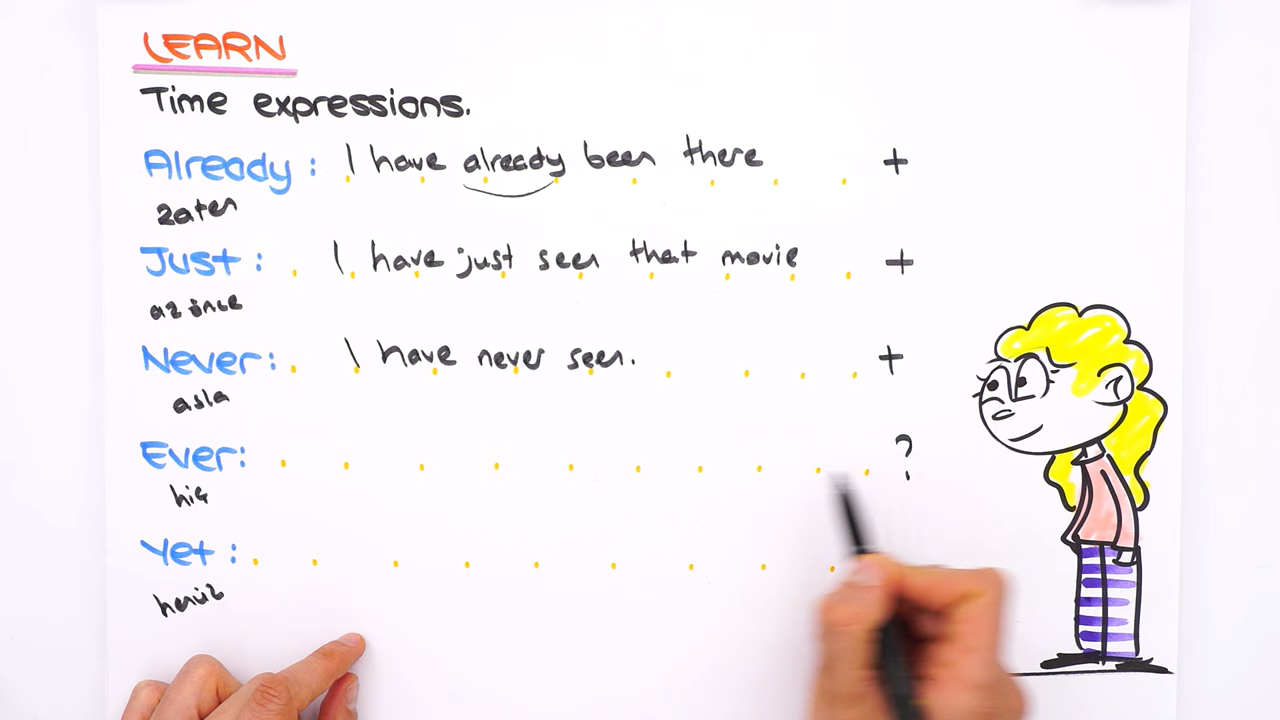 LEARN
Time expressions.
Already: I have already been there +
zaten
Just: I have just seen that movie +
az önce
Never: I have never seen. +
asla
Ever: ?
hiç
Yet:
henüz